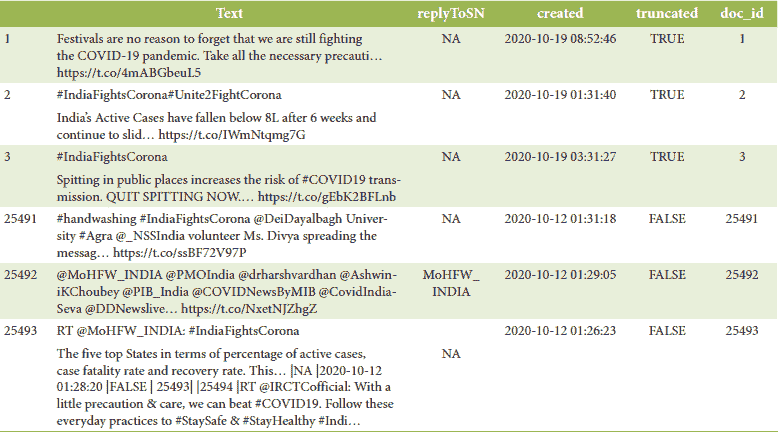 Text replyToSN created truncated doc_id
1 Festivals are no reason to forget that we are still fighting NA 2020-10-19 08:52:46 TRUE 1
the COVID-19 pandemic. Take all the necessary precauti…
https://t.co/4mABGbeuL5
2 #IndiaFightsCorona#Unite2FightCorona NA 2020-10-19 01:31:40 TRUE 2
India’s Active Cases have fallen below 8L after 6 weeks and
continue to slid… https://t.co/IWmNtqmg7G
3 #IndiaFightsCorona NA 2020-10-19 03:31:27 TRUE 3
Spitting in public places increases the risk of #COVID19 trans-
mission. QUIT SPITTING NOW.… https://t.co/gEbK2BFLnb
25491 #handwashing #IndiaFightsCorona @DeiDayalbagh Univer- NA 2020-10-12 01:31:18 FALSE 25491
sity #Agra @_NSSIndia volunteer Ms. Divya spreading the
messag… https://t.co/ssBF72V97P
25492 @MoHFW_INDIA @PMOIndia @drharshvardhan @Ashwin- MoHFW_ 2020-10-12 01:29:05 FALSE 25492
iKChoubey @PIB_India @COVIDNewsByMIB @CovidIndia- INDIA
Seva @DDNewslive… https://t.co/NxetNJZhgZ
25493 RT @MoHFW_INDIA: #IndiaFightsCorona 2020-10-12 01:26:23 FALSE 25493
The five top States in terms of percentage of active cases, NA
case fatality rate and recovery rate. This… |NA |2020-10-12
01:28:20 |FALSE | 25493| |25494 |RT @IRCTCofficial: With a
little precaution & care, we can beat #COVID19. Follow these
everyday practices to #StaySafe & #StayHealthy #Indi…